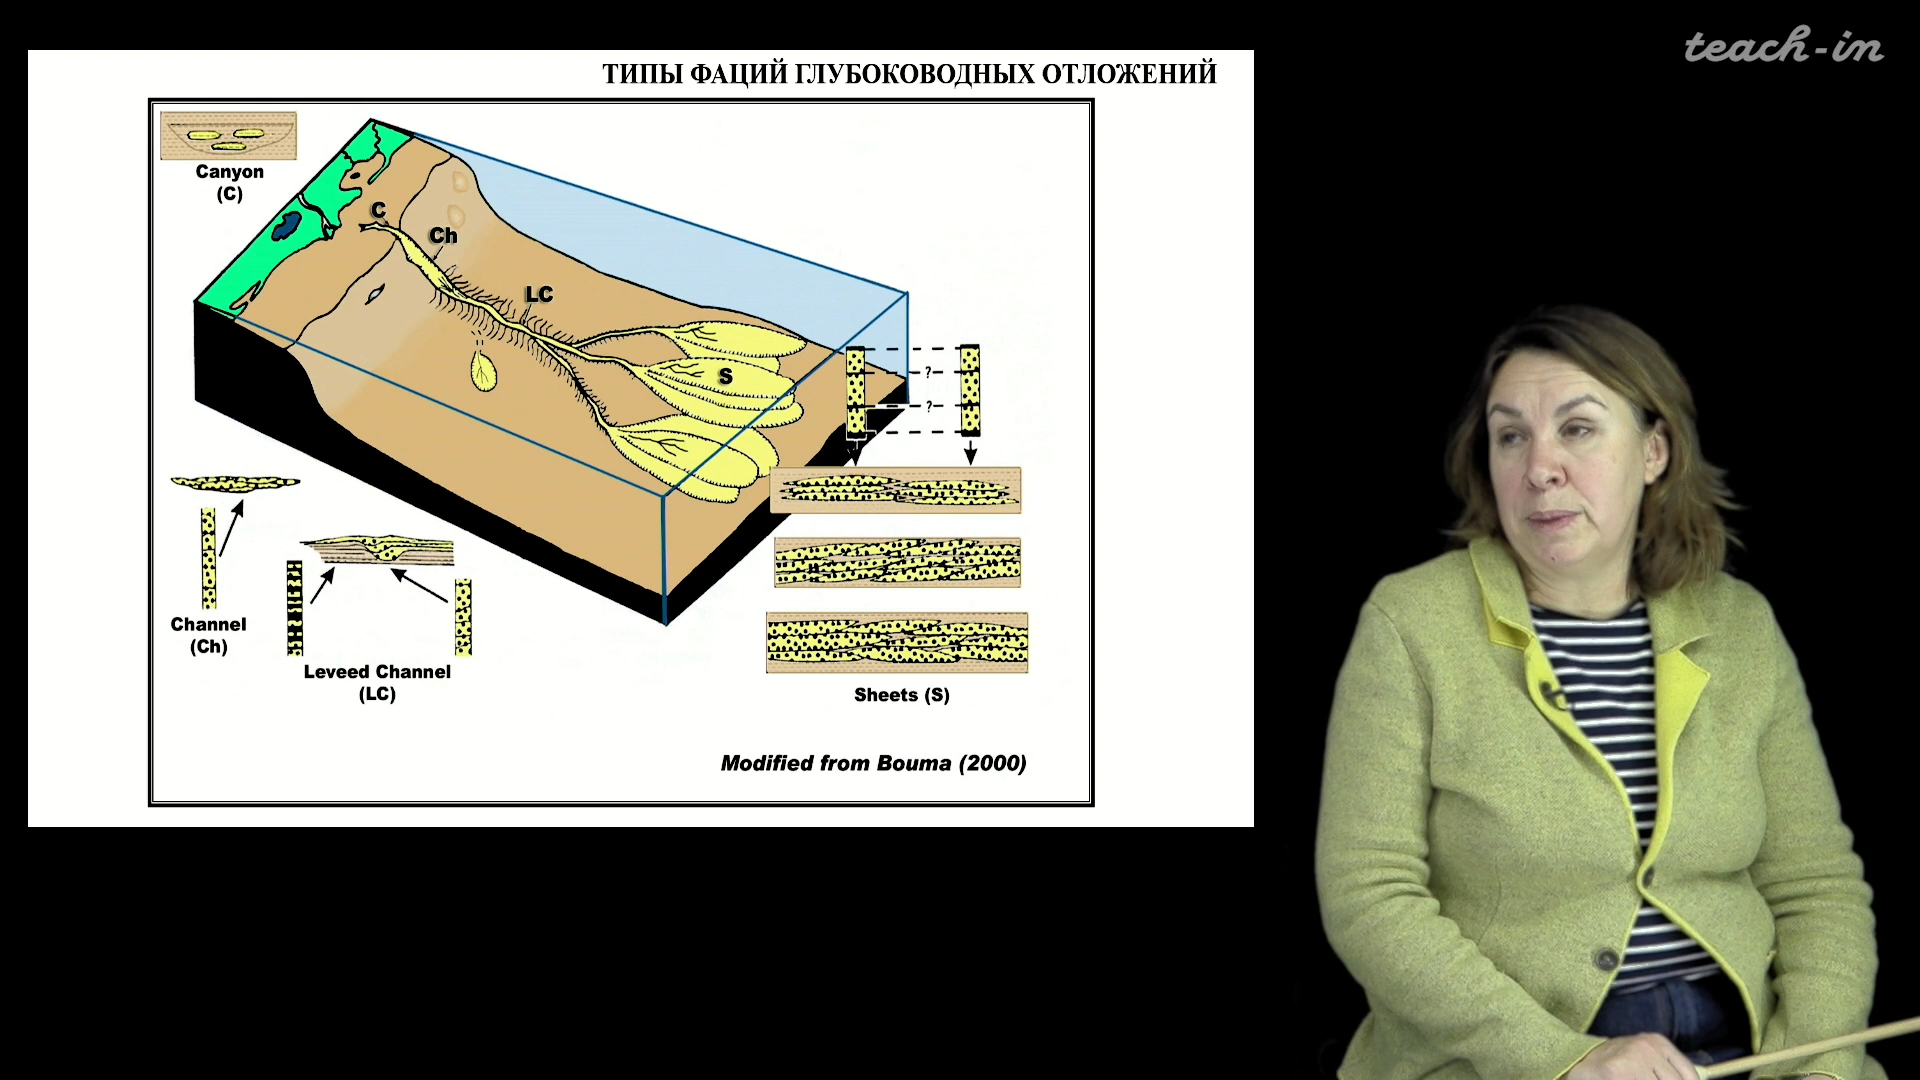 teach-in
ТИПЫ ФАЦИЙ ГЛУБОКОВОДНЫХ ОТЛОЖЕНИЙ
Canyon
(C)
C
Ch
LC
S
?
?
Channel
(Ch)
Leveed Channel
(LC)
Sheets (S)
Modified from Bouma (2000)